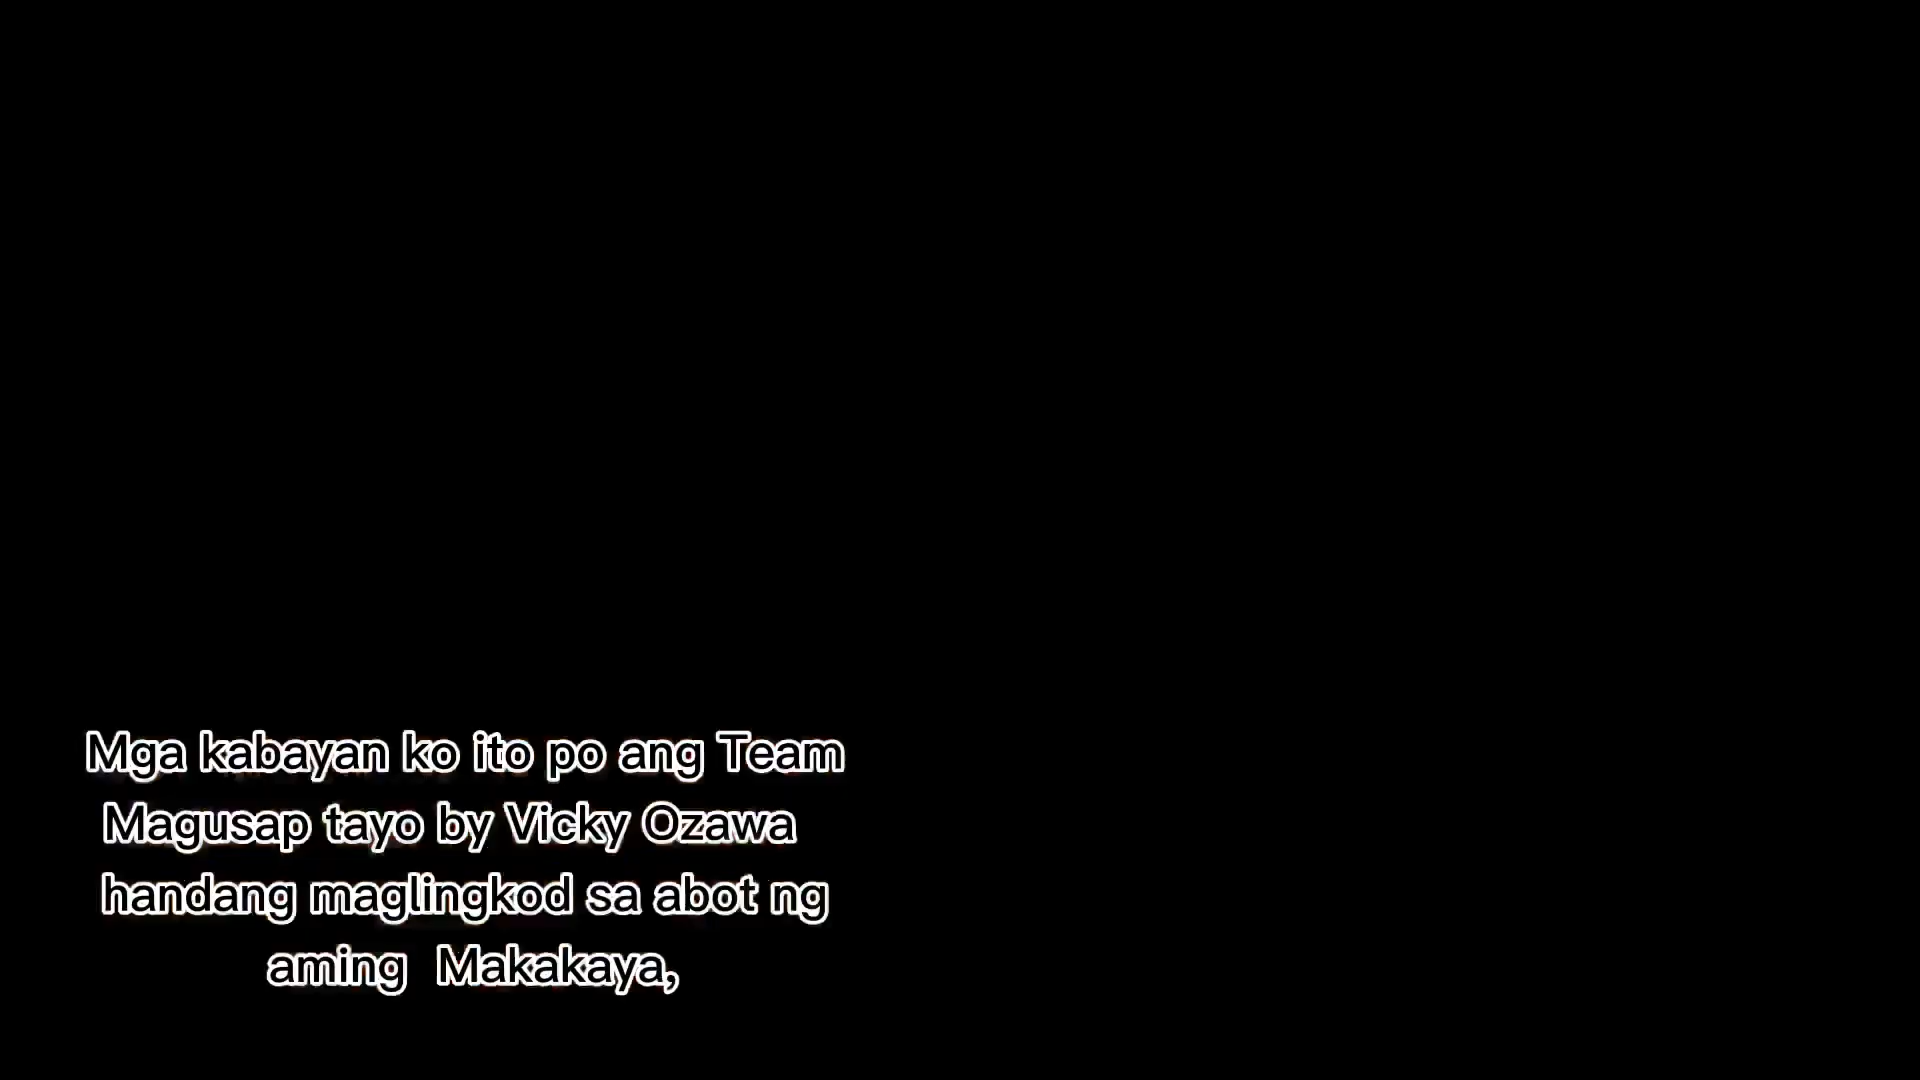 Mga kabayan ko ito po ang Team
Magusap tayo by Vicky Ozawa
handang maglingkod sa abot ng
aming  Makakaya,